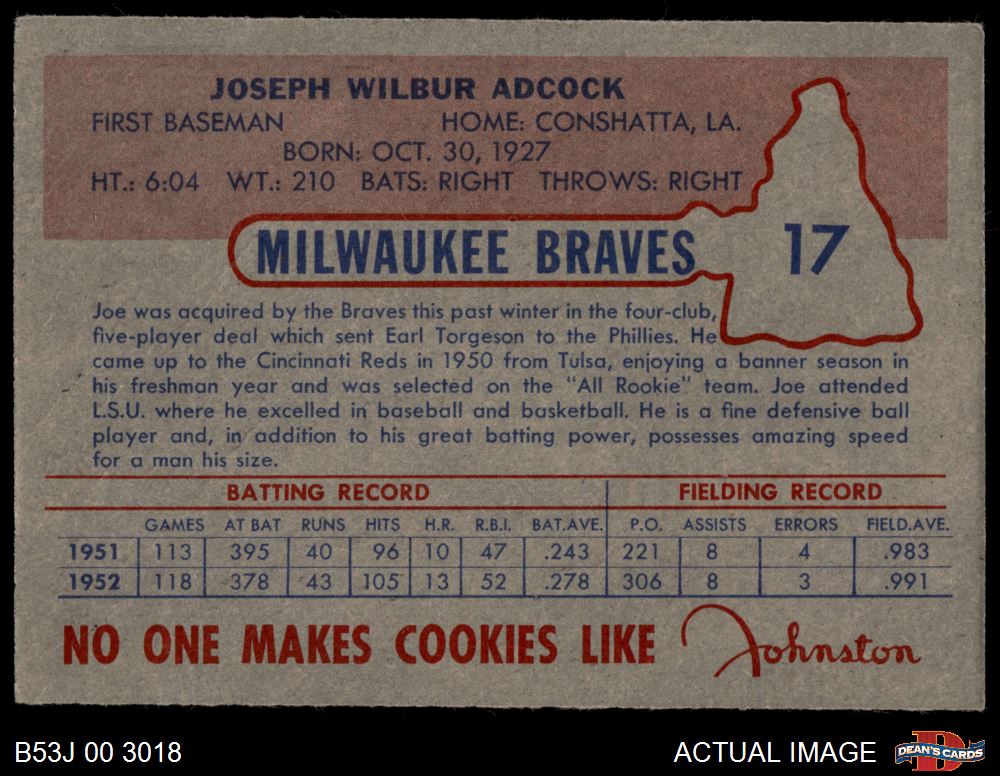 JOSEPH WILBUR ADCOCK
FIRST BASEMAN HOME: CONSHATTA, LA.
BORN: OCT. 30, 1927
HT.: 6:04 WT.: 210 BATS: RIGHT THROWS: RIGHT
MILWAUKEE BRAVES 17
Joe was acquired by the Braves this past winter in the four-club,
five-player deal which sent Earl Torgeson to the Phillies. He
came up to the Cincinnati Reds in 1950 from Tulsa, enjoying a banner season in
his freshman year and was selected on the "All Rookie" team. Joe attended
L.S.U. where he excelled in baseball and basketball. He is a fine defensive ball
player and, in addition to his great batting power, possesses amazing speed
for a man his size.
BATTING RECORD FIELDING RECORD
GAMES AT BAT RUNS HITS H.R. R.B.I. BAT.AVE. P.O. ASSISTS ERRORS FIELD.AVE.
1951 113 395 40 96 10 47 .243 221 8 4 .983
1952 118 378 43 105 13 52 .278 306 8 3 .991
NO ONE MAKES COOKIES LIKE Johnston
B53J 00 3018 ACTUAL IMAGE DEAN'S CARDS